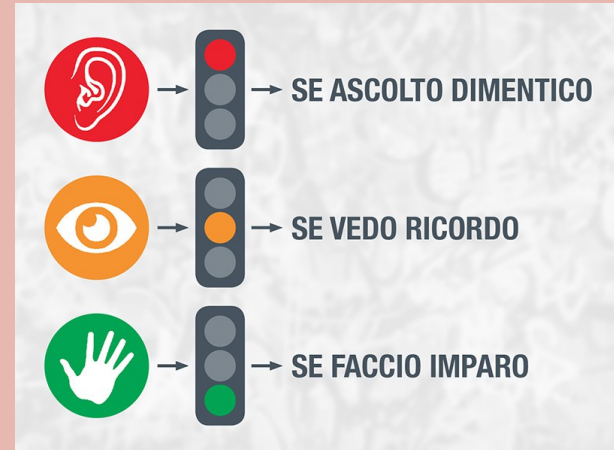 SE ASCOLTO DIMENTICO
SE VEDO RICORDO
SE FACCIO IMPARO